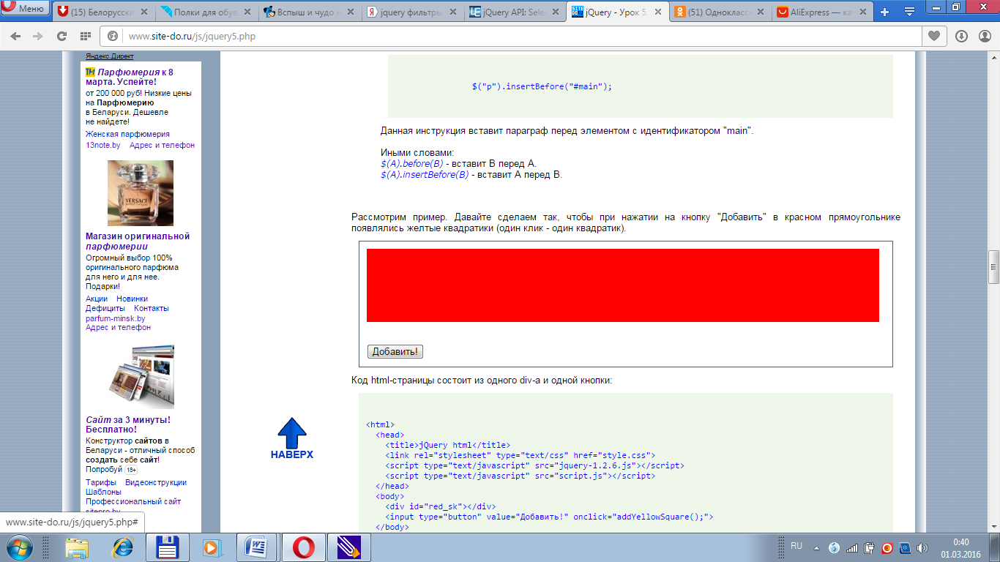 Меню
(15) Белорусски
Полки для обув
Вспыш и чудо м
jquery фильтры
jQuery API: Sele
jQuery - Урок 5.
(51) Одноклассн
AliExpress — ка
www.site-do.ru/js/jquery5.php
Яндекс.Директ
Парфюмерия к 8
марта. Успейте!
от 200 000 руб! Низкие цены
на Парфюмерию
в Беларуси. Дешевле
не найдете!
Женская парфюмерия
13note.by Адрес и телефон
VERSACE
Магазин оригинальной
парфюмерии
Огромный выбор 100%
оригинального парфюма
для него и для нее.
Подарки!
Акции Новинки
Дефициты Контакты
parfum-minsk.by
Адрес и телефон
Сайт за 3 минуты!
Бесплатно!
Конструктор сайтов в
Беларуси - отличный способ
создать себе сайт!
Попробуй 18+
Тарифы Видеонструкции
Шаблоны
Профессиональный сайт
sitepro.by
НАВЕРХ
$("p").insertBefore("#main");
Данная инструкция вставит параграф перед элементом с идентификатором "main".
Иными словами:
$(A).before(B) - вставит B перед A.
$(A).insertBefore(B) - вставит A перед B.
Рассмотрим пример. Давайте сделаем так, чтобы при нажатии на кнопку "Добавить" в красном прямоугольнике
появлялись желтые квадратики (один клик - один квадратик).
Добавить!
Код html-страницы состоит из одного div-а и одной кнопки:
<html>
<head>
<title>jQuery html</title>
<link rel="stylesheet" type="text/css" href="style.css">
<script type="text/javascript" src="jquery-1.2.6.js"></script>
<script type="text/javascript" src="script.js"></script>
</head>
<body>
<div id="red_sk"></div>
<input type="button" value="Добавить!" onclick="addYellowSquare();">
</body>
www.site-do.ru/js/jquery5.php#
RU
0:40
01.03.2016